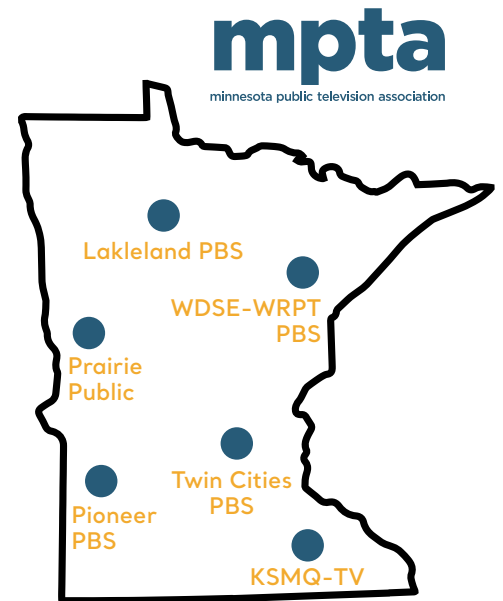 mpta
minnesota public television association
Lakleland PBS
WDSE-WRPT
PBS
Prairie
Public
Twin Cities
PBS
Pioneer
PBS
KSMQ-TV